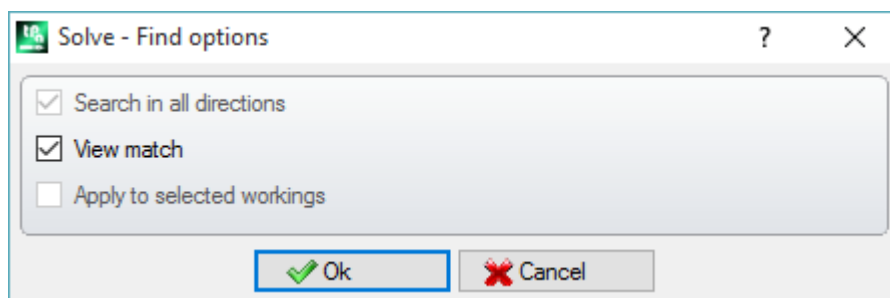 Solve - Find options ?
Search in all directions
View match
Apply to selected workings
Ok Cancel